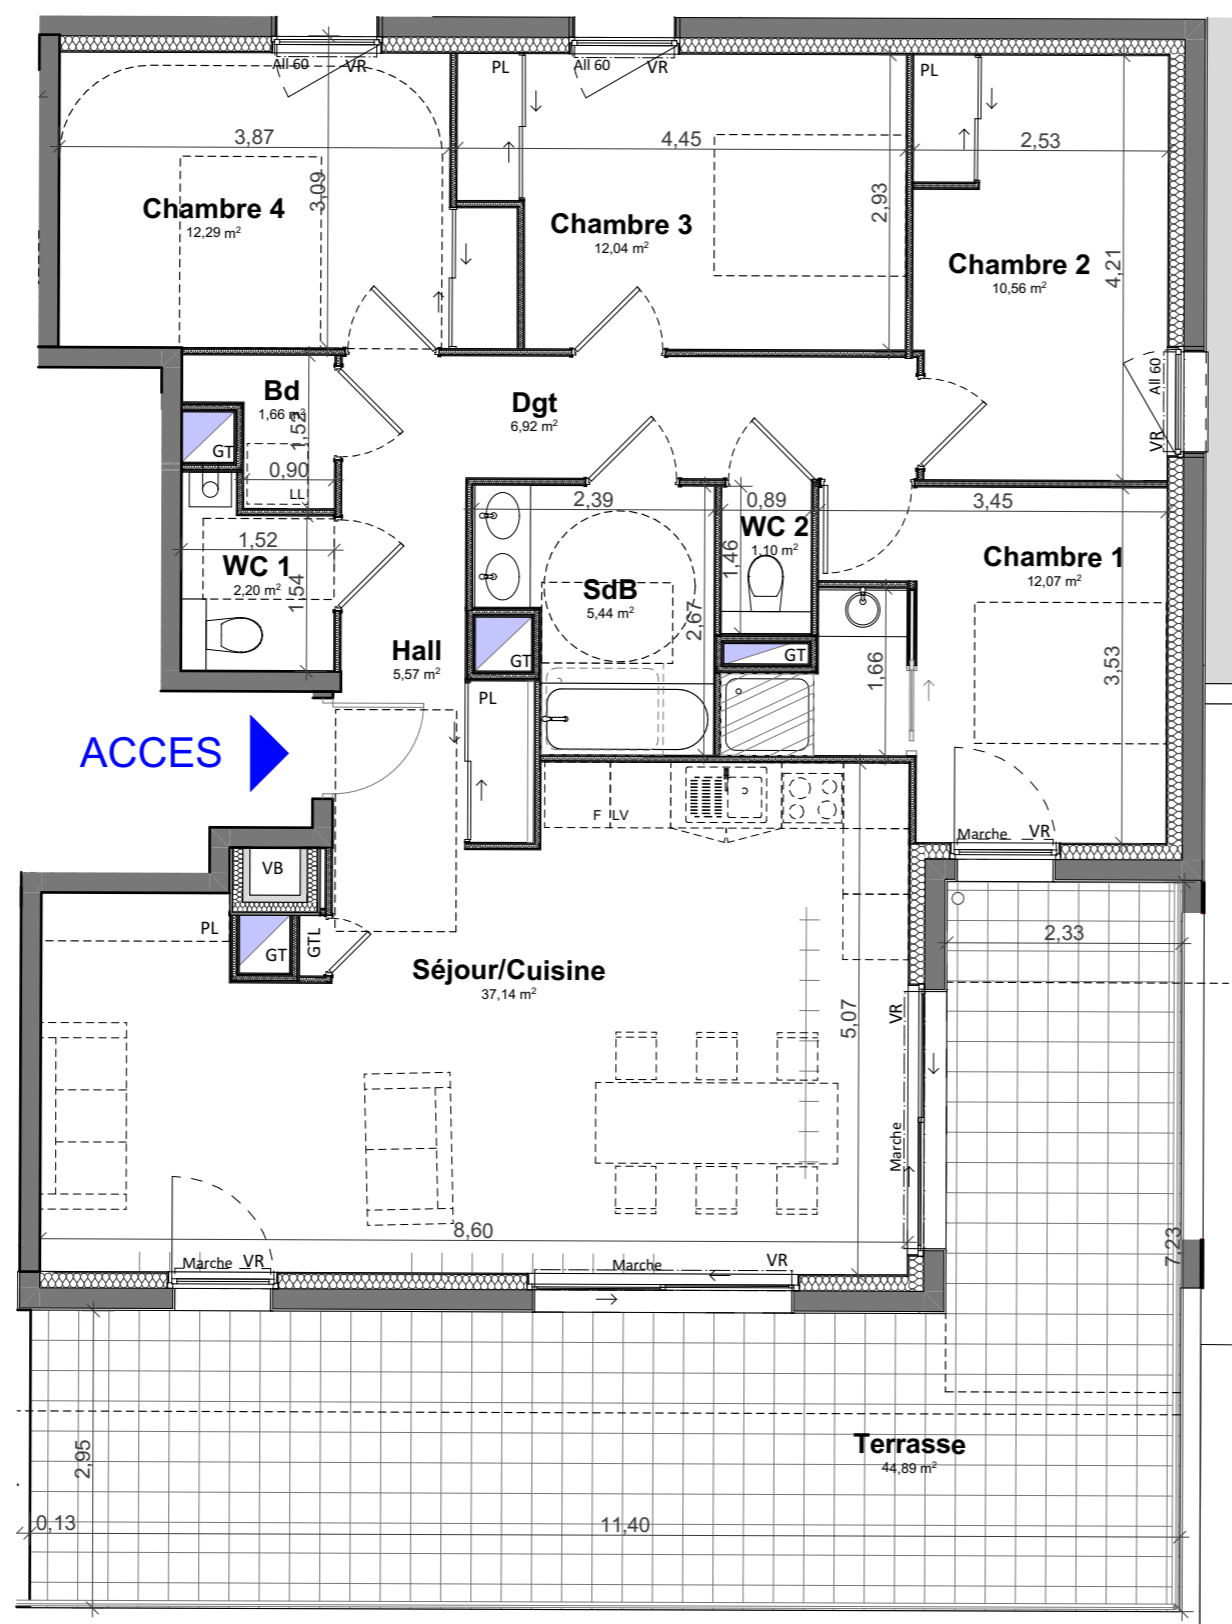 All 60
VR
PL
All 60
VR
PL
3,87
4,45
2,53
3,09
2,93
4,21
Chambre 4
12,29 m²
Chambre 3
12,04 m²
Chambre 2
10,56 m²
All 60
VR
Bd
1,66 m²
1,52
GT
0,90
LL
Dgt
6,92 m²
2,39
0,89
3,45
1,52
WC 1
2,20 m²
1,54
SdB
5,44 m²
2,67
WC 2
1,10 m²
1,46
Chambre 1
12,07 m²
3,53
Hall
5,57 m²
GT
GT
1,66
PL
ACCES
F
LV
Marche
VR
VB
PL
GT
GTL
Séjour/Cuisine
37,14 m²
5,07
VR
Marche
2,33
7,23
8,60
Marche
VR
Marche
VR
Terrasse
44,89 m²
2,95
0,13
11,40